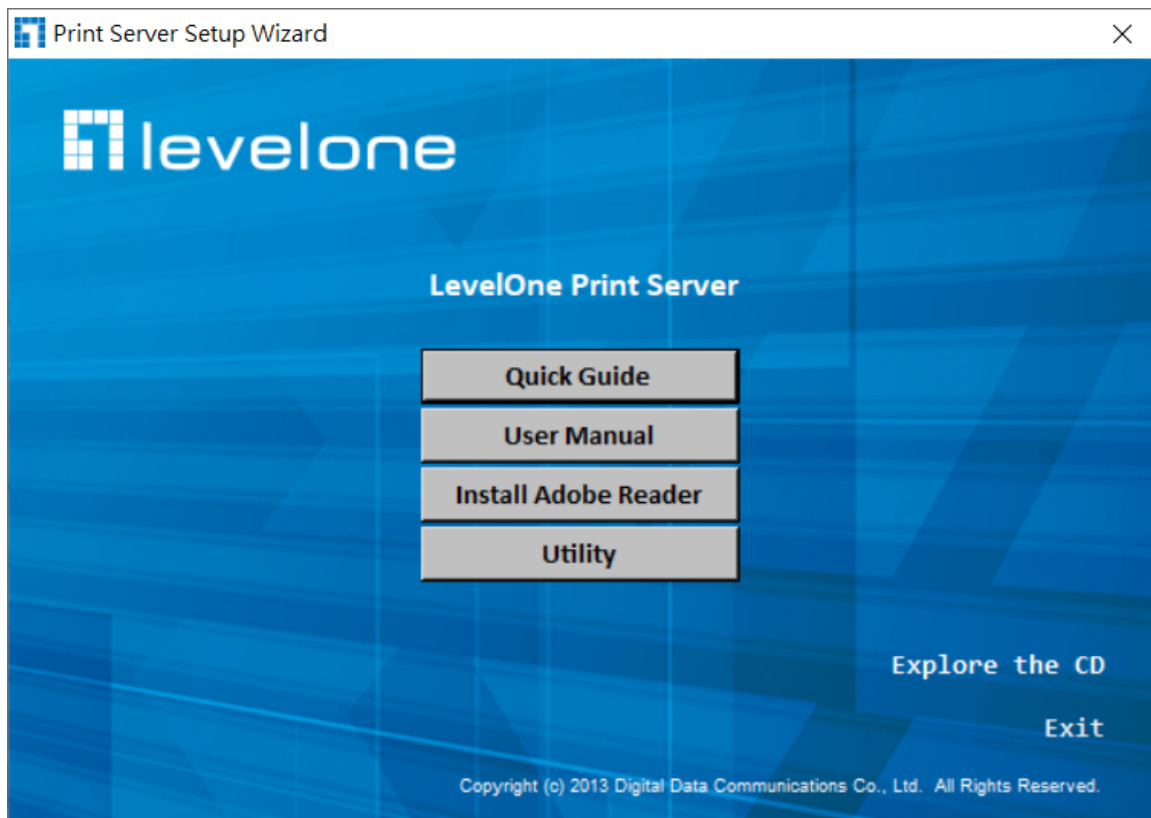 Print Server Setup Wizard
levelone
LevelOne Print Server
Quick Guide
User Manual
Install Adobe Reader
Utility
Explore the CD
Exit
Copyright (c) 2013 Digital Data Communications Co., Ltd. All Rights Reserved.